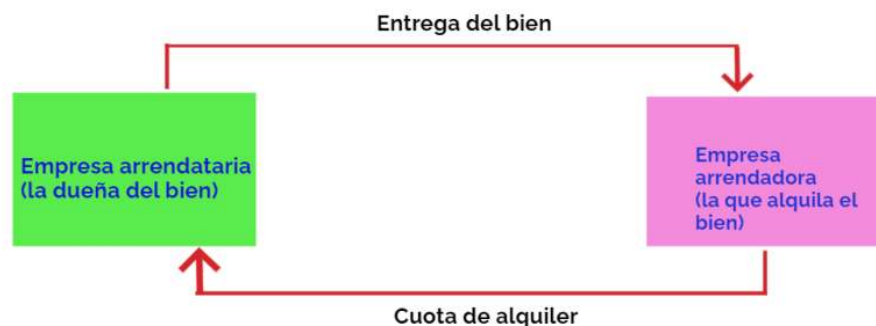 Entrega del bien
Empresa arrendataria
(la dueña del bien)
Empresa
arrendadora
(la que alquila el
bien)
Cuota de alquiler